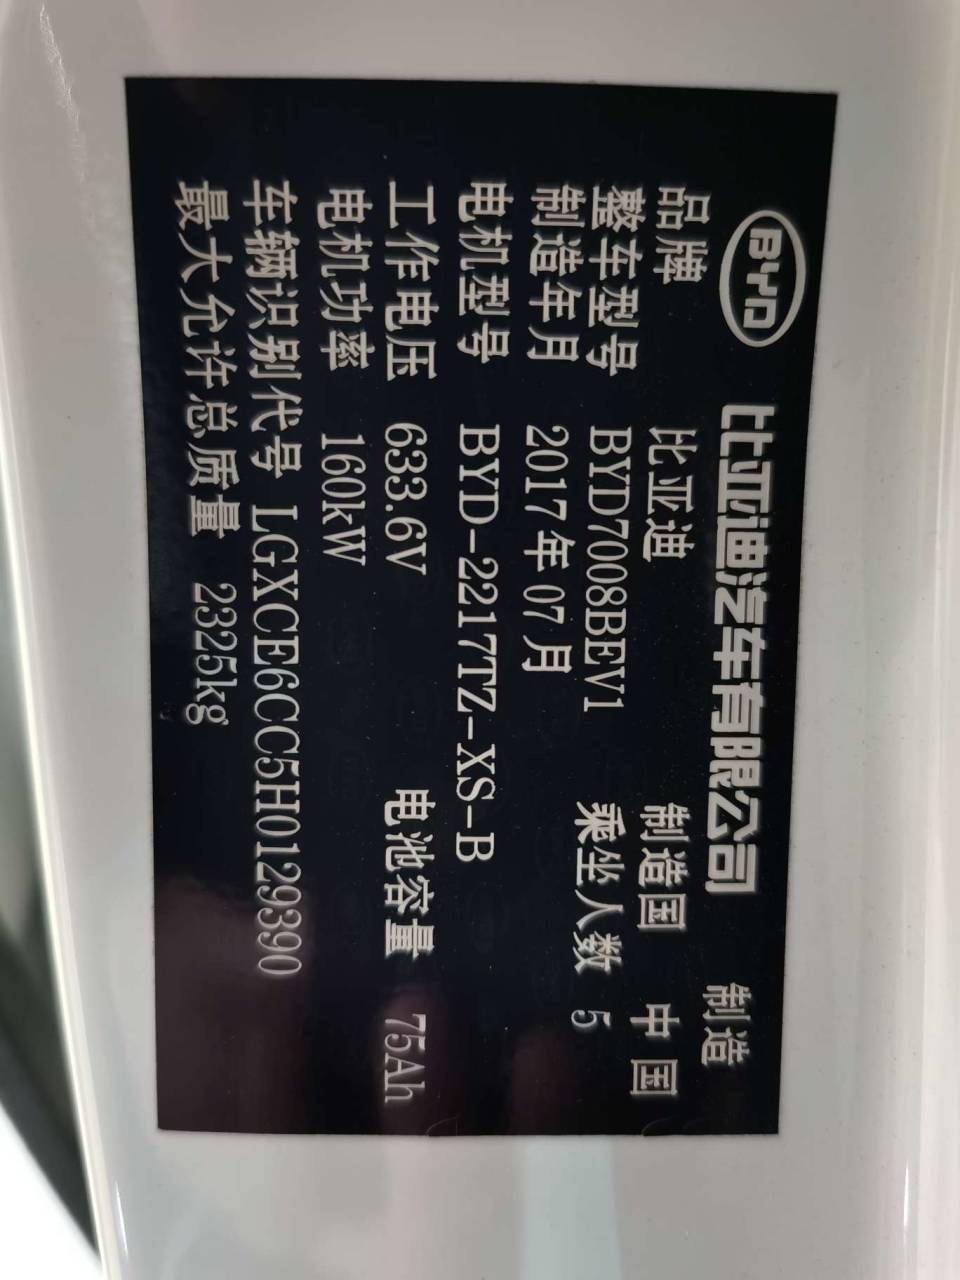 BYD 比亚迪汽车有限公司 制造
品牌 比亚迪 制造国 中国
整车型号 BYD7008BEV1 乘坐人数 5
制造年月 2017年07月
电机型号 BYD-2217TZ-XS-B
工作电压 633.6V 电池容量 75Ah
电机功率 160kW
车辆识别代号 LGXCE6CC5H0129390
最大允许总质量 2325kg